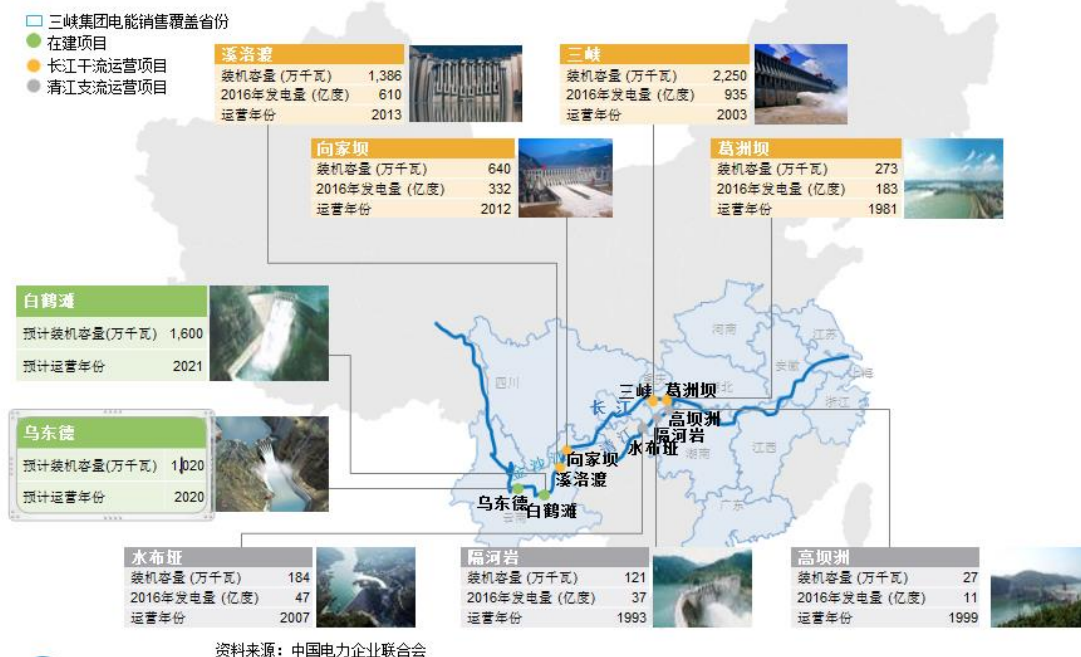 三峡集团电能销售覆盖省份
在建项目
长江干流运营项目
清江支流运营项目
溪洛渡
装机容量 (万千瓦) 1,386
2016年发电量 (亿度) 610
运营年份 2013
三峡
装机容量 (万千瓦) 2,250
2016年发电量 (亿度) 935
运营年份 2003
向家坝
装机容量 (万千瓦) 640
2016年发电量 (亿度) 332
运营年份 2012
葛洲坝
装机容量 (万千瓦) 273
2016年发电量 (亿度) 183
运营年份 1981
白鹤滩
预计装机容量(万千瓦) 1,600
预计运营年份 2021
乌东德
预计装机容量(万千瓦) 1,020
预计运营年份 2020
河南
江苏
安徽
上海
四川
重庆
湖北
浙江
三峡 葛洲坝
长江
高坝洲
清江
隔河岩
水布垭
湖南
江西
金沙江
向家坝
溪洛渡
乌东德
白鹤滩
云南
广东
水布垭
装机容量 (万千瓦) 184
2016年发电量 (亿度) 47
运营年份 2007
隔河岩
装机容量 (万千瓦) 121
2016年发电量 (亿度) 37
运营年份 1993
高坝洲
装机容量 (万千瓦) 27
2016年发电量 (亿度) 11
运营年份 1999
资料来源：中国电力企业联合会